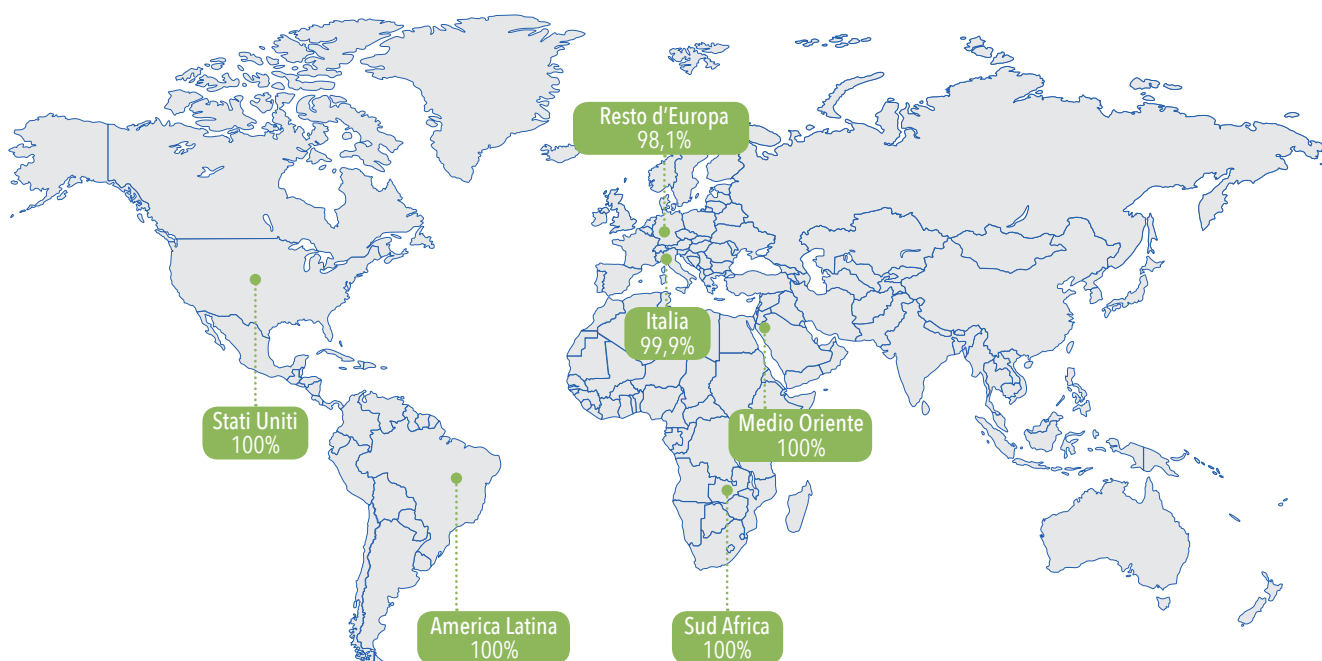 Resto d’Europa
98,1%
Italia
99,9%
Stati Uniti
100%
Medio Oriente
100%
America Latina
100%
Sud Africa
100%